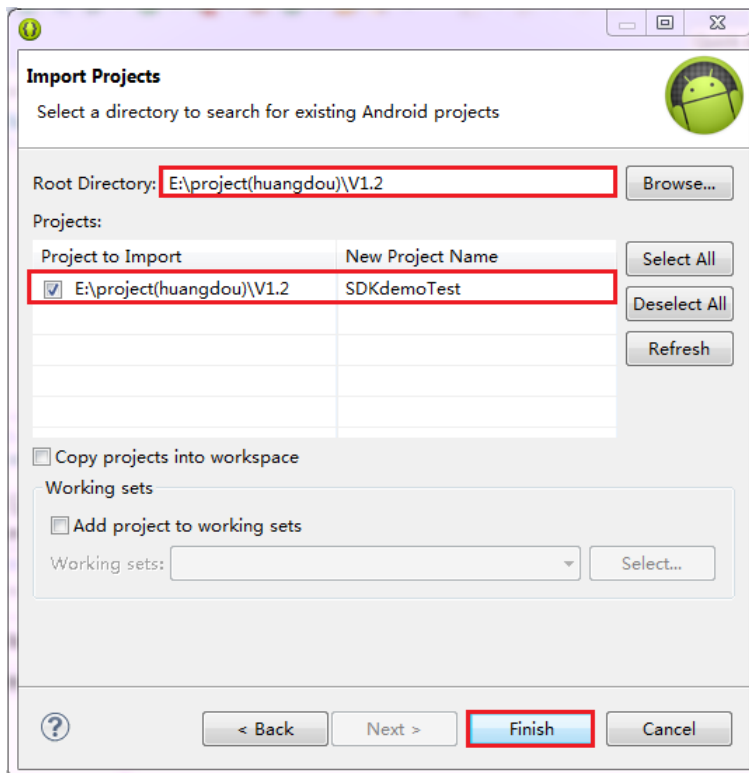 Import Projects
Select a directory to search for existing Android projects
Root Directory: E:\project(huangdou)\V1.2 Browse...
Projects:
Project to Import New Project Name Select All
E:\project(huangdou)\V1.2 SDKdemoTest
Deselect All
Refresh
Copy projects into workspace
Working sets
Add project to working sets
Working sets: Select...
? < Back Next > Finish Cancel